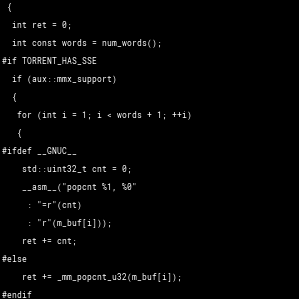 {
int ret = 0;
int const words = num_words();
#if TORRENT_HAS_SSE
if (aux::mmx_support)
{
for (int i = 1; i < words + 1; ++i)
{
#ifdef __GNUC__
std::uint32_t cnt = 0;
__asm__("popcnt %1, %0"
: "=r"(cnt)
: "r"(m_buf[i]));
ret += cnt;
#else
ret += _mm_popcnt_u32(m_buf[i]);
#endif